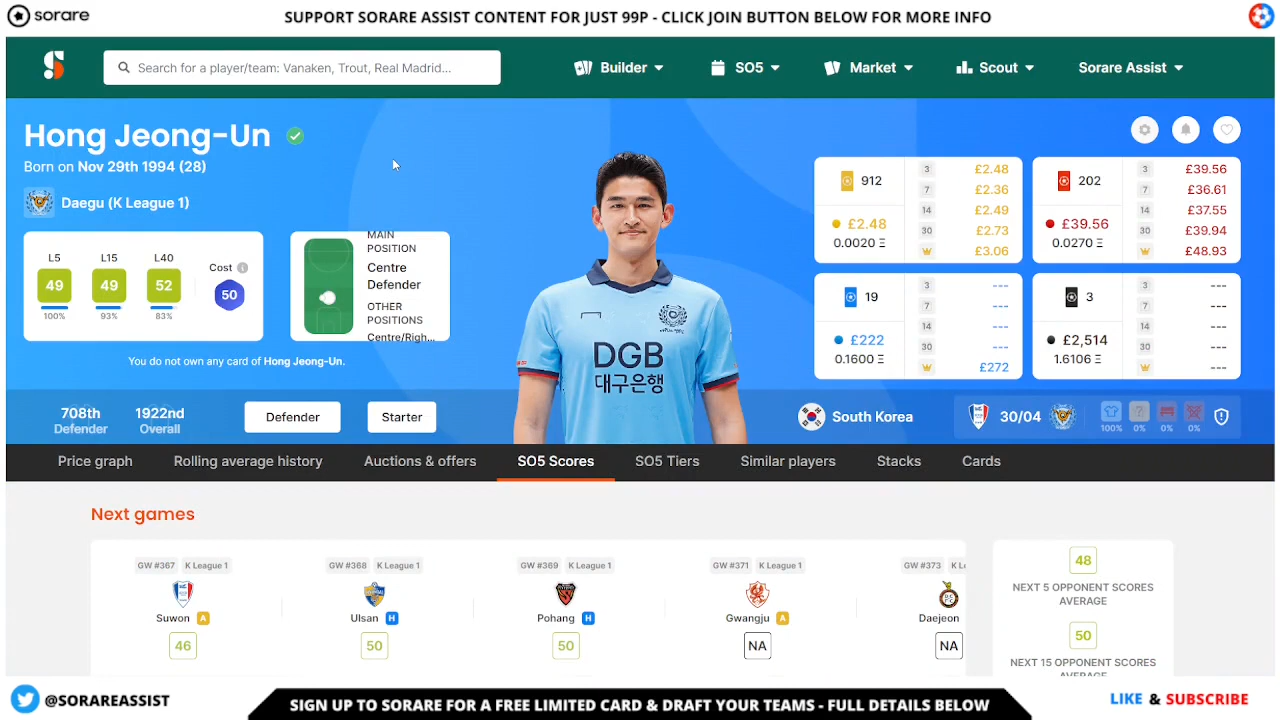 sorare
SUPPORT SORARE ASSIST CONTENT FOR JUST 99P - CLICK JOIN BUTTON BELOW FOR MORE INFO
Search for a player/team: Vanaken, Trout, Real Madrid...
Builder
SO5
Market
Scout
Sorare Assist
Hong Jeong-Un
Born on Nov 29th 1994 (28)
Daegu (K League 1)
L5
L15
L40
Cost
49
49
52
50
100%
93%
83%
MAIN
POSITION
Centre
Defender
OTHER
POSITIONS
Centre/Righ...
You do not own any card of Hong Jeong-Un.
DGB
대구은행
912
£2.48
0.0020 Ξ
3 £2.48
7 £2.36
14 £2.49
30 £2.73
£3.06
202
£39.56
0.0270 Ξ
3 £39.56
7 £36.61
14 £37.55
30 £39.94
£48.93
19
£222
0.1600 Ξ
3 ---
7 ---
14 ---
30 ---
£272
3
£2,514
1.6106 Ξ
3 ---
7 ---
14 ---
30 ---
---
708th
Defender
1922nd
Overall
Defender
Starter
South Korea
30/04
100%
0%
0%
0%
Price graph
Rolling average history
Auctions & offers
SO5 Scores
SO5 Tiers
Similar players
Stacks
Cards
Next games
GW #367 K League 1
Suwon A
46
GW #368 K League 1
Ulsan H
50
GW #369 K League 1
Pohang H
50
GW #371 K League 1
Gwangju A
NA
GW #373 K L
Daejeon
NA
48
NEXT 5 OPPONENT SCORES
AVERAGE
50
NEXT 15 OPPONENT SCORES
AVERAGE
@SORAREASSIST
SIGN UP TO SORARE FOR A FREE LIMITED CARD & DRAFT YOUR TEAMS - FULL DETAILS BELOW
LIKE & SUBSCRIBE